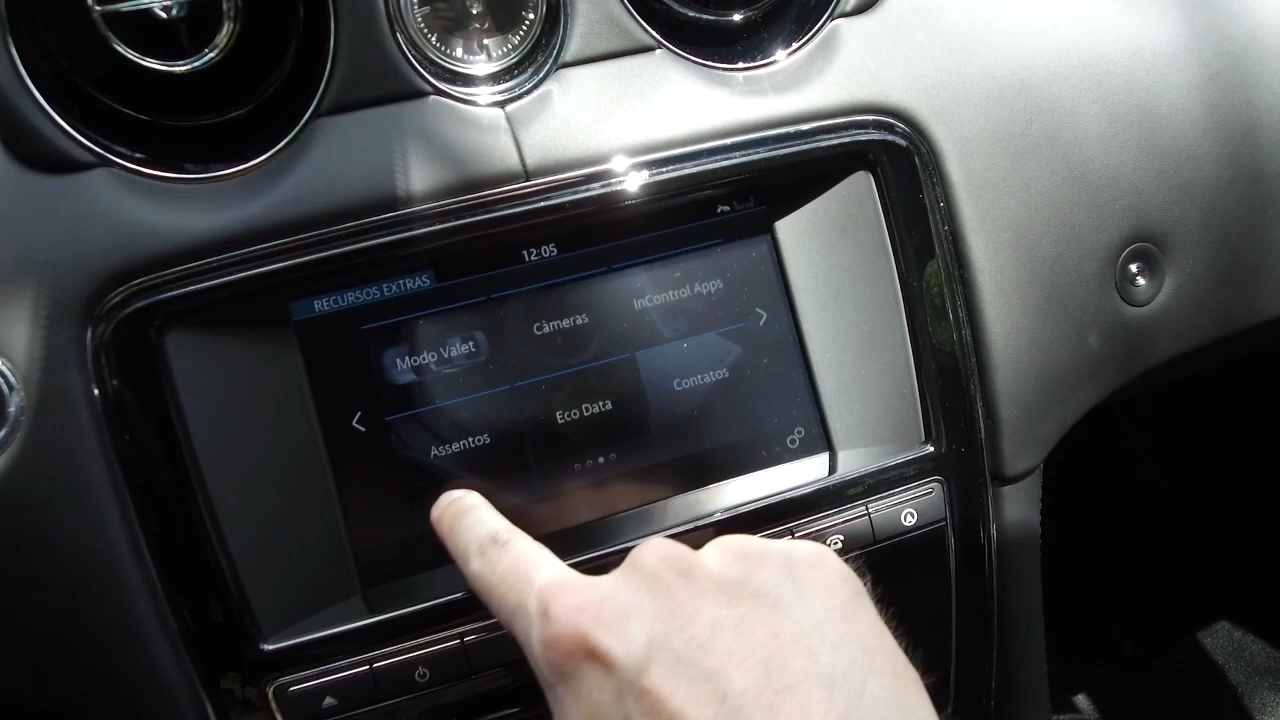 12:05
RECURSOS EXTRAS
Modo Valet
Câmeras
InControl Apps
Assentos
Eco Data
Contatos